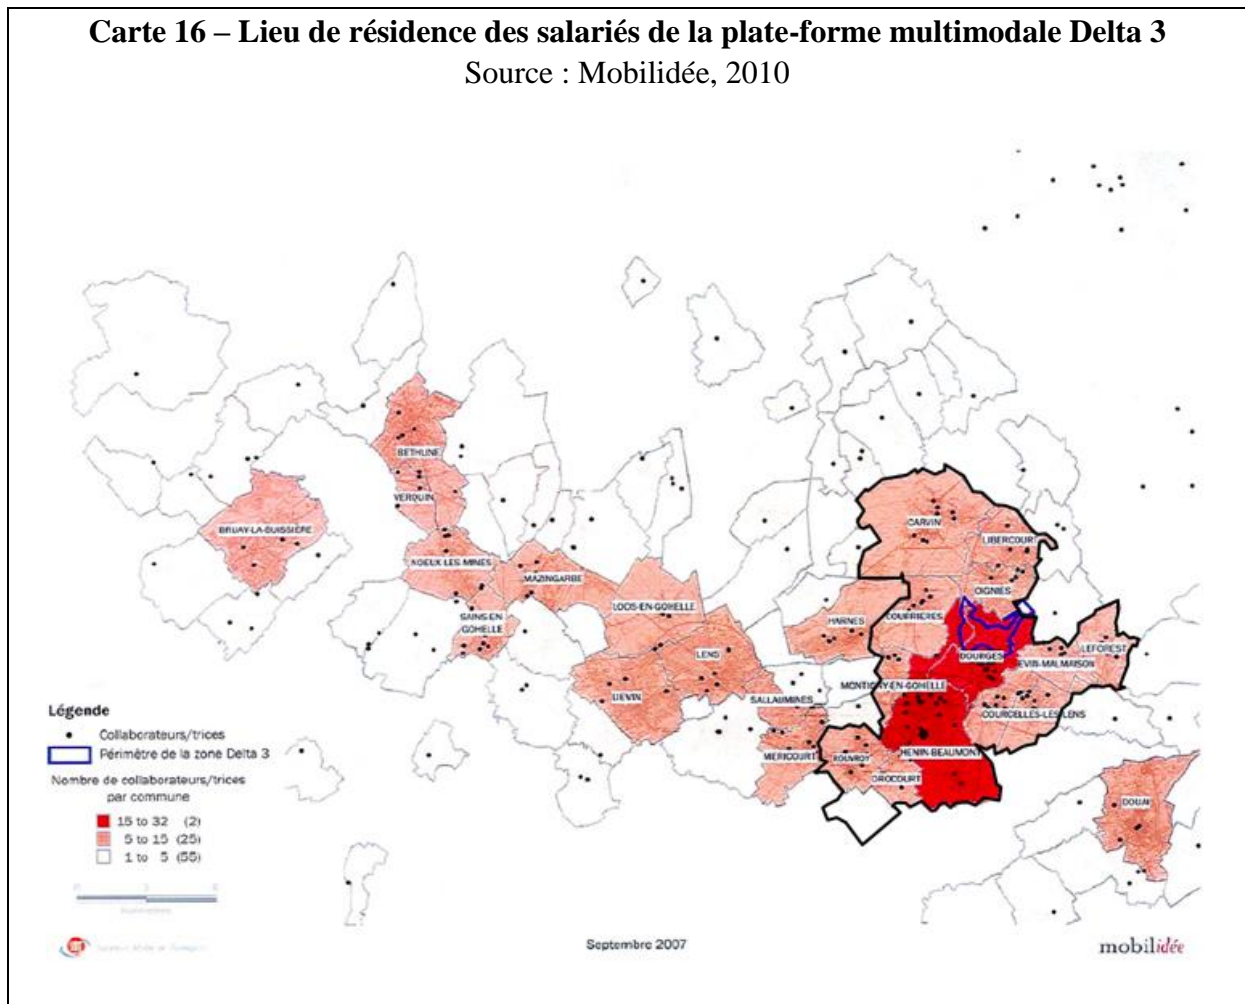 Carte 16 – Lieu de résidence des salariés de la plate-forme multimodale Delta 3
Source : Mobilidée, 2010
BETHUNE
VERQUIN
BRUAY-LA-BUISSIERE
NOEUX-LES-MINES
MAZINGARBE
SAINS-EN
GOHELLE
LOOS-EN-GOHELLE
LENS
LIEVIN
SALLAUMINES
MERICOURT
HARNES
CARVIN
LIBERCOURT
OIGNIES
COURRIERES
DOURGES
EVIN-MALMAISON
LEFOREST
MONTIGNY-EN-GOHELLE
COURCELLES-LES-LENS
HENIN-BEAUMONT
ROUVROY
DROCOURT
DOUAI
Légende
Collaborateurs/trices
Périmètre de la zone Delta 3
Nombre de collaborateurs/trices
par commune
15 to 32 (2)
5 to 15 (25)
1 to 5 (55)
Septembre 2007
mobilidée